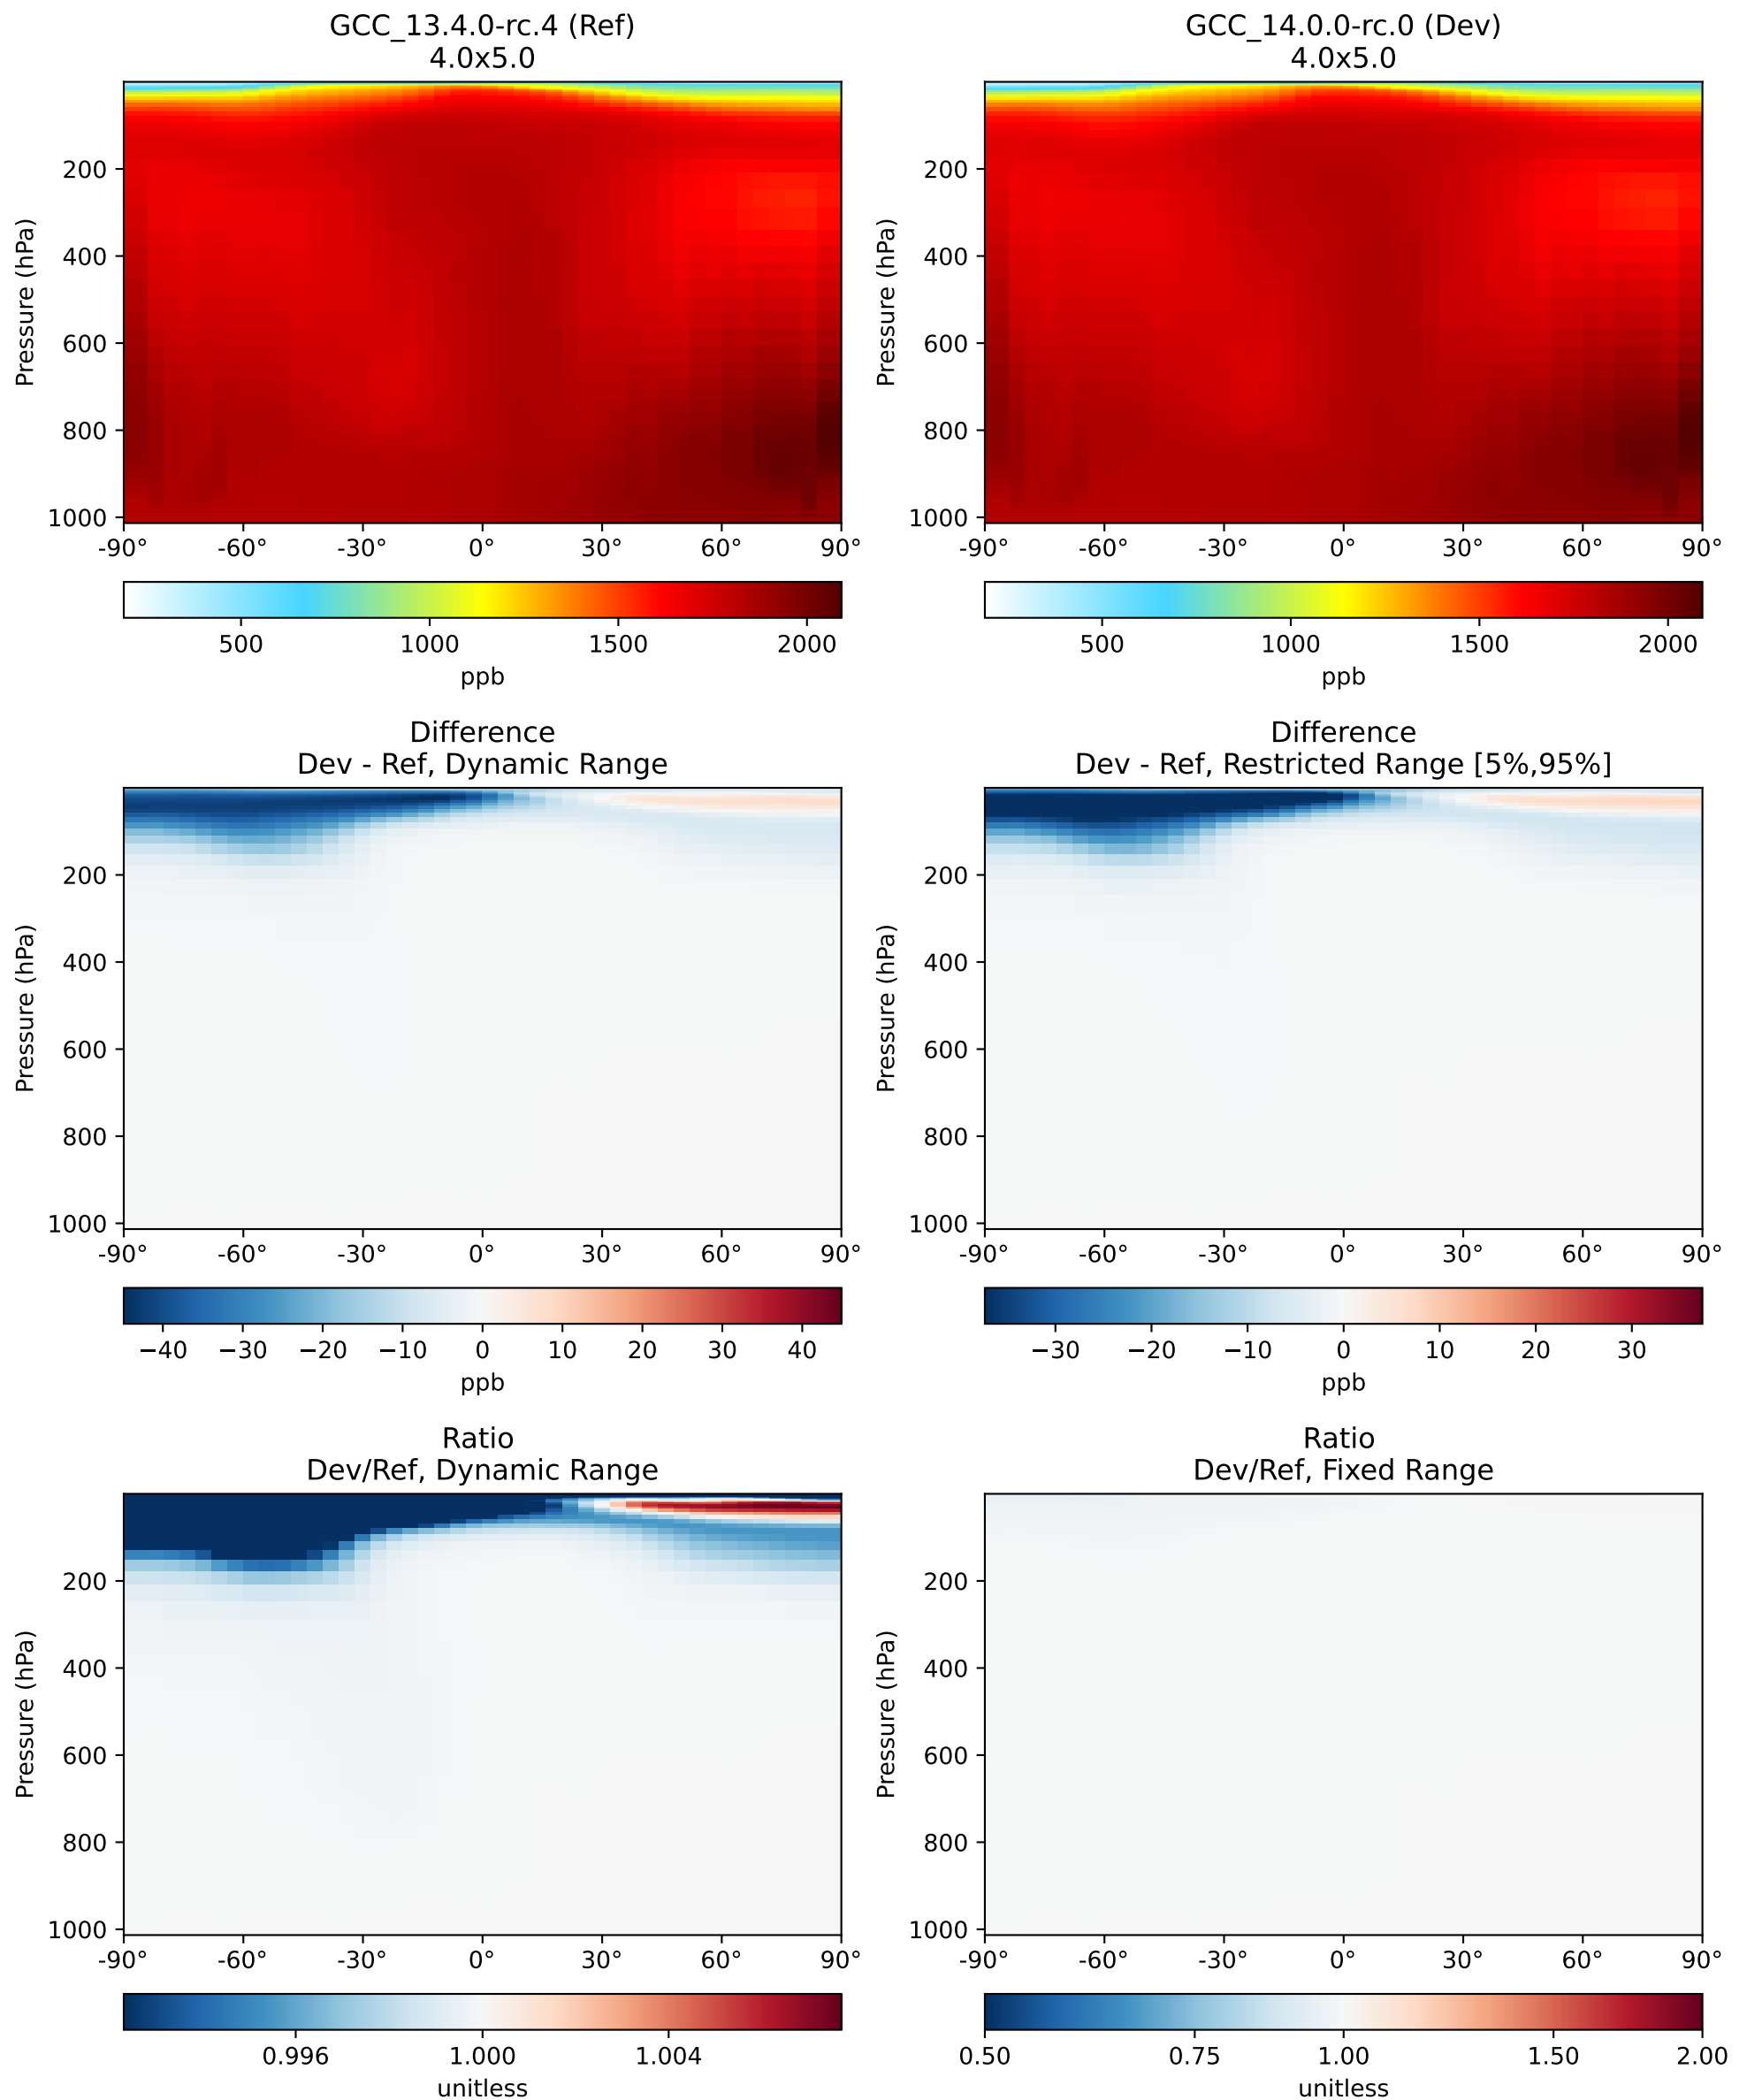 GCC_13.4.0-rc.4 (Ref)
4.0x5.0
Pressure (hPa)
200
400
600
800
1000
-90° -60° -30° 0° 30° 60° 90°
500 1000 1500 2000
ppb
GCC_14.0.0-rc.0 (Dev)
4.0x5.0
Pressure (hPa)
200
400
600
800
1000
-90° -60° -30° 0° 30° 60° 90°
500 1000 1500 2000
ppb
Difference
Dev - Ref, Dynamic Range
Pressure (hPa)
200
400
600
800
1000
-90° -60° -30° 0° 30° 60° 90°
−40 −30 −20 −10 0 10 20 30 40
ppb
Difference
Dev - Ref, Restricted Range [5%,95%]
Pressure (hPa)
200
400
600
800
1000
-90° -60° -30° 0° 30° 60° 90°
−30 −20 −10 0 10 20 30
ppb
Ratio
Dev/Ref, Dynamic Range
Pressure (hPa)
200
400
600
800
1000
-90° -60° -30° 0° 30° 60° 90°
0.996 1.000 1.004
unitless
Ratio
Dev/Ref, Fixed Range
Pressure (hPa)
200
400
600
800
1000
-90° -60° -30° 0° 30° 60° 90°
0.50 0.75 1.00 1.50 2.00
unitless